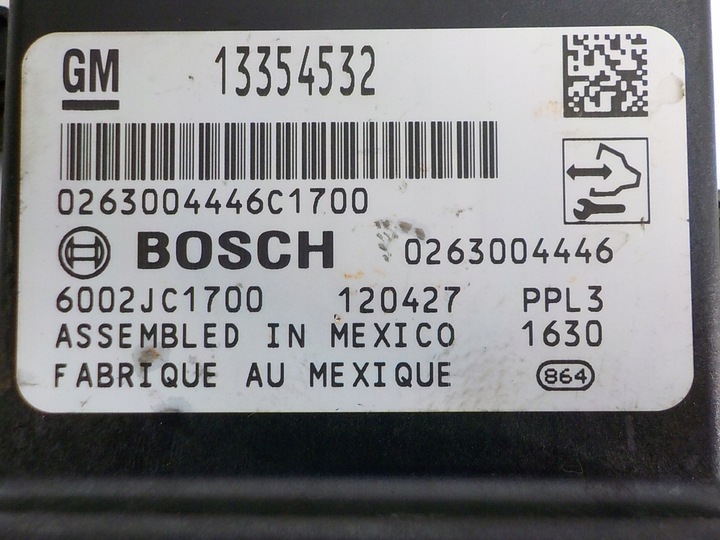 GM 13354532
0263004446C1700
BOSCH 0263004446
6002JC1700 120427 PPL3
ASSEMBLED IN MEXICO 1630
FABRIQUE AU MEXIQUE 864